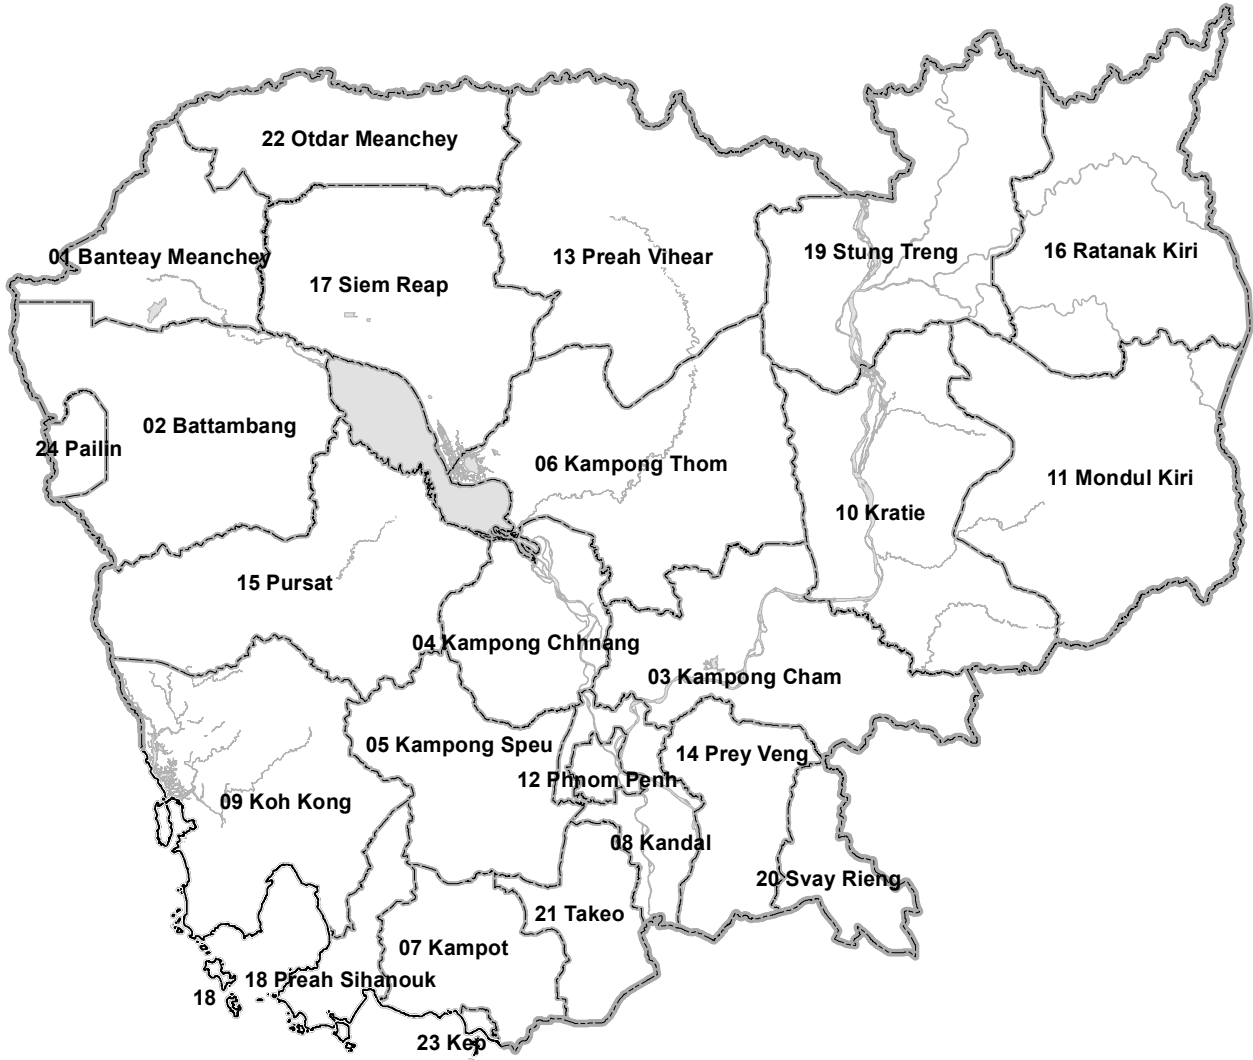 22 Otdar Meanchey
01 Banteay Meanchey
13 Preah Vihear
19 Stung Treng
16 Ratanak Kiri
17 Siem Reap
02 Battambang
24 Pailin
06 Kampong Thom
11 Mondul Kiri
10 Kratie
15 Pursat
04 Kampong Chhnang
03 Kampong Cham
05 Kampong Speu
14 Prey Veng
12 Phnom Penh
09 Koh Kong
08 Kandal
20 Svay Rieng
21 Takeo
07 Kampot
18 Preah Sihanouk
18
23 Kep